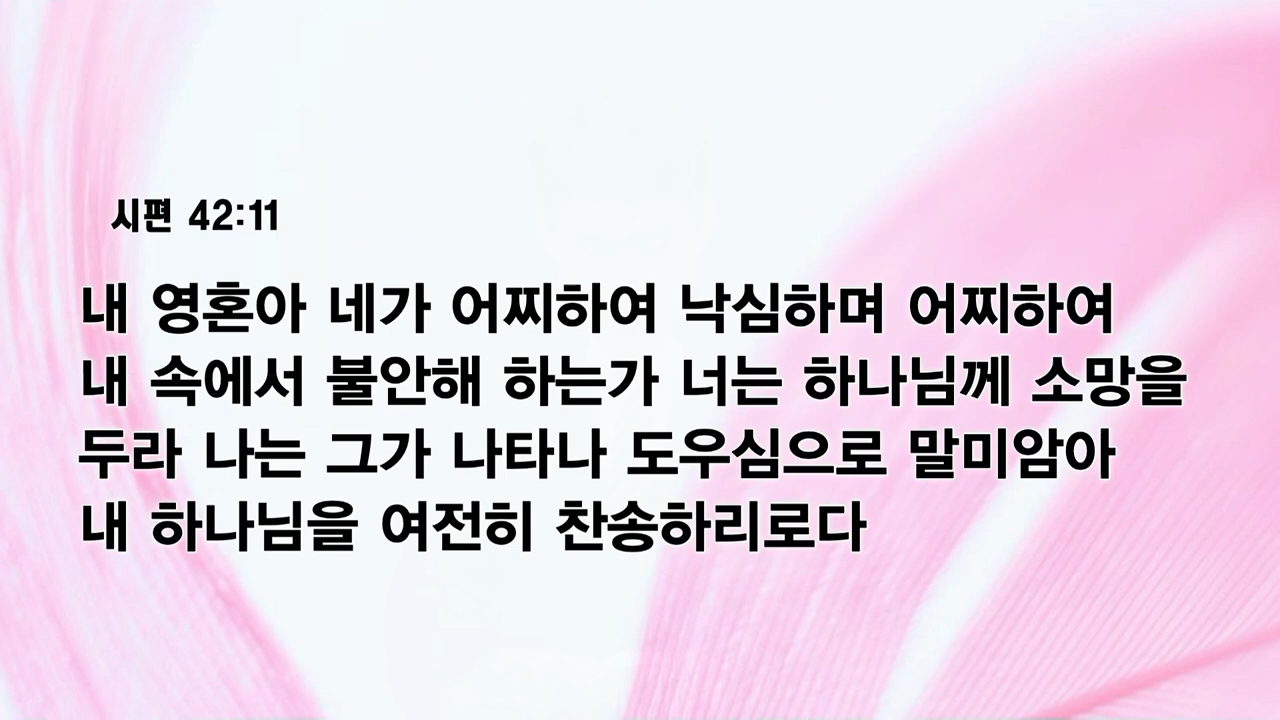 시편 42:11
내 영혼아 네가 어찌하여 낙심하며 어찌하여
내 속에서 불안해 하는가 너는 하나님께 소망을
두라 나는 그가 나타나 도우심으로 말미암아
내 하나님을 여전히 찬송하리로다